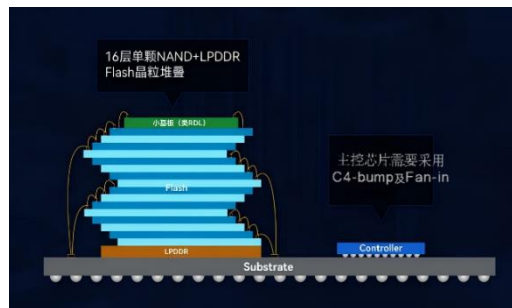 16层单颗NAND+LPDDR
Flash晶粒堆叠
小基板（类RDL）
主控芯片需要采用
C4-bump及Fan-in
Flash
Controller
LPDDR
Substrate